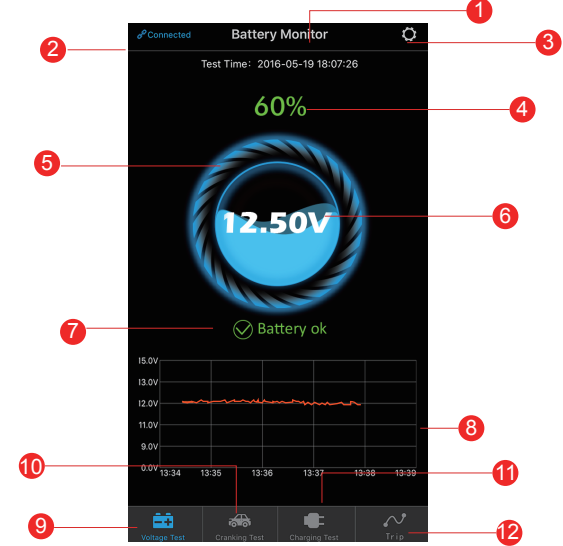 1
Connected Battery Monitor
2
3
Test Time: 2016-05-19 18:07:26
60%
4
5
12.50V
6
7
Battery ok
15.0V
13.0V
12.0V
11.0V
8
9.0V
0.0V
13:34 13:35 13:36 13:37 13:38 13:39
10
11
9
Voltage Test Cranking Test Charging Test Trip
12